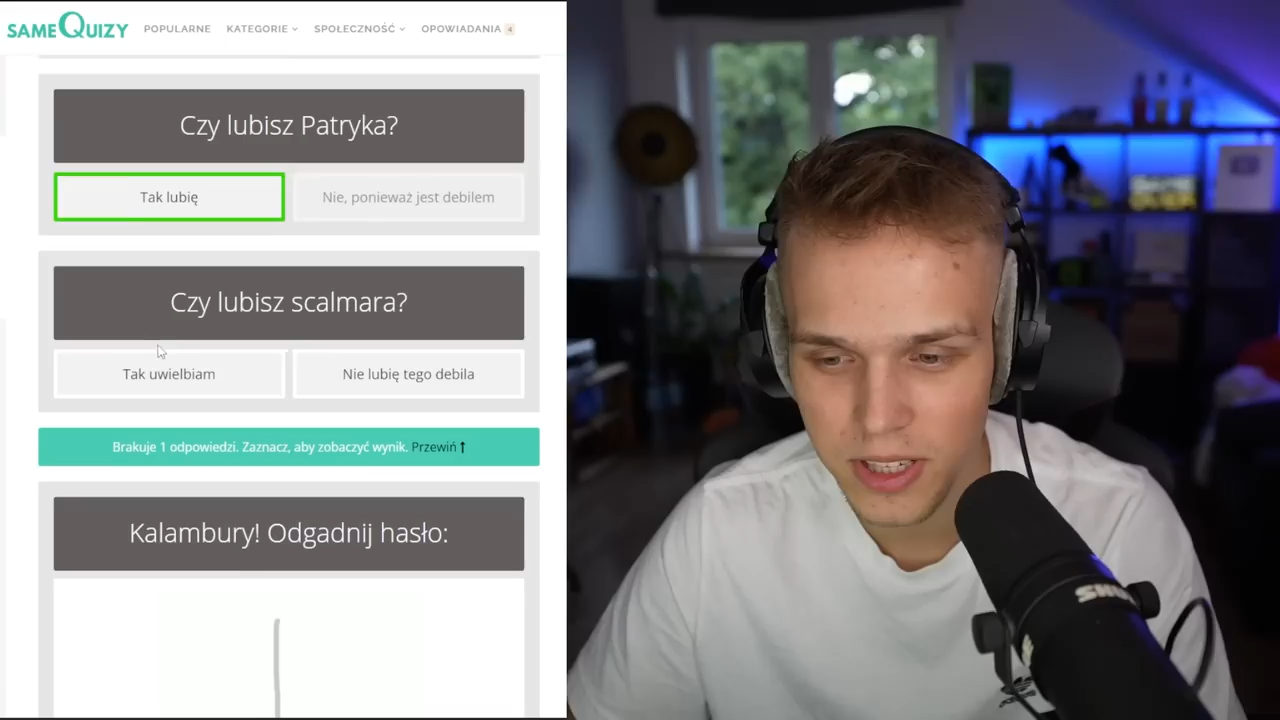 SAMEQUIZY POPULARNE KATEGORIE SPOŁECZNOŚĆ OPOWIADANIA 4
Czy lubisz Patryka?
Tak lubię Nie, ponieważ jest debilem
Czy lubisz scalmara?
Tak uwielbiam Nie lubię tego debila
Brakuje 1 odpowiedzi. Zaznacz, aby zobaczyć wynik. Przewiń
Kalambury! Odgadnij hasło: